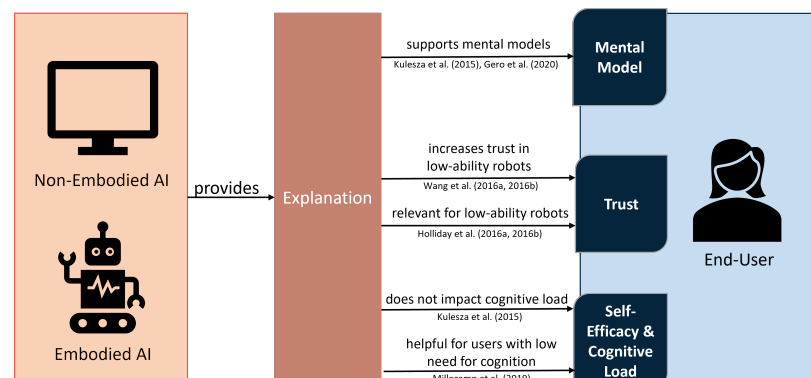 Non-Embodied AI
Embodied AI
provides
Explanation
supports mental models
Kulesza et al. (2015), Gero et al. (2020)
increases trust in
low-ability robots
Wang et al. (2016a, 2016b)
relevant for low-ability robots
Holliday et al. (2016a, 2016b)
does not impact cognitive load
Kulesza et al. (2015)
helpful for users with low
need for cognition
et al. (2019)
Mental
Model
Trust
Self-
Efficacy &
Cognitive
Load
End-User